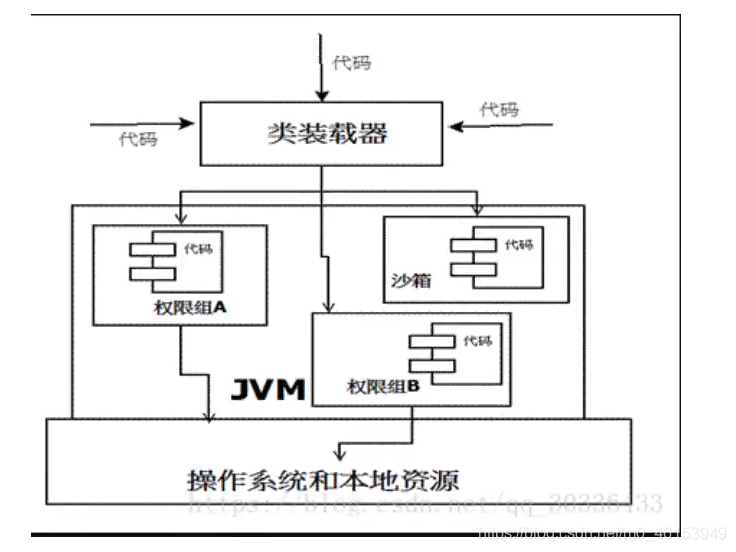 代码
代码
代码
类装载器
代码
权限组A
代码
沙箱
代码
权限组B
JVM
操作系统和本地资源
https://blog.csdn.net/qq_30336433
https://blog.csdn.net/m0_46153949